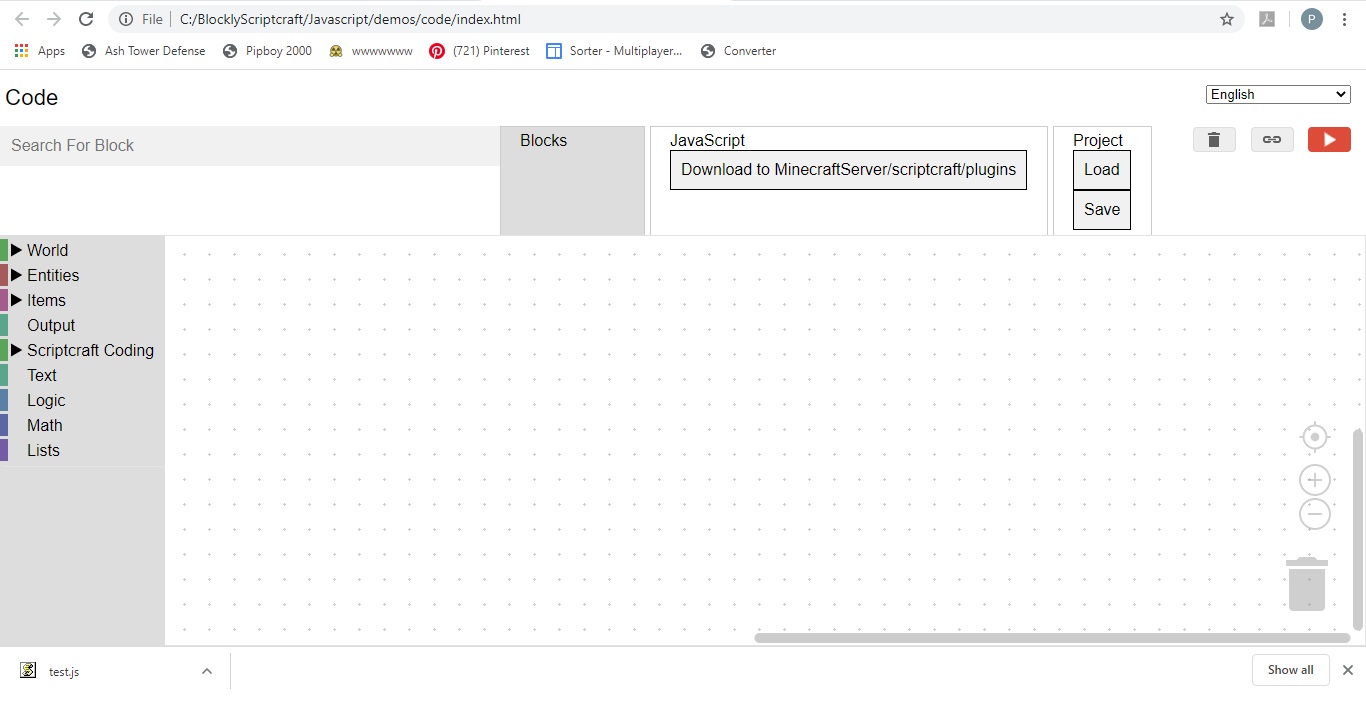 File C:/BlocklyScriptcraft/Javascript/demos/code/index.html P
Apps Ash Tower Defense Pipboy 2000 wwwwwwww (721) Pinterest Sorter - Multiplayer... Converter
Code
English
Search For Block
Blocks
JavaScript
Download to MinecraftServer/scriptcraft/plugins
Project
Load
Save
World
Entities
Items
Output
Scriptcraft Coding
Text
Logic
Math
Lists
test.js
Show all